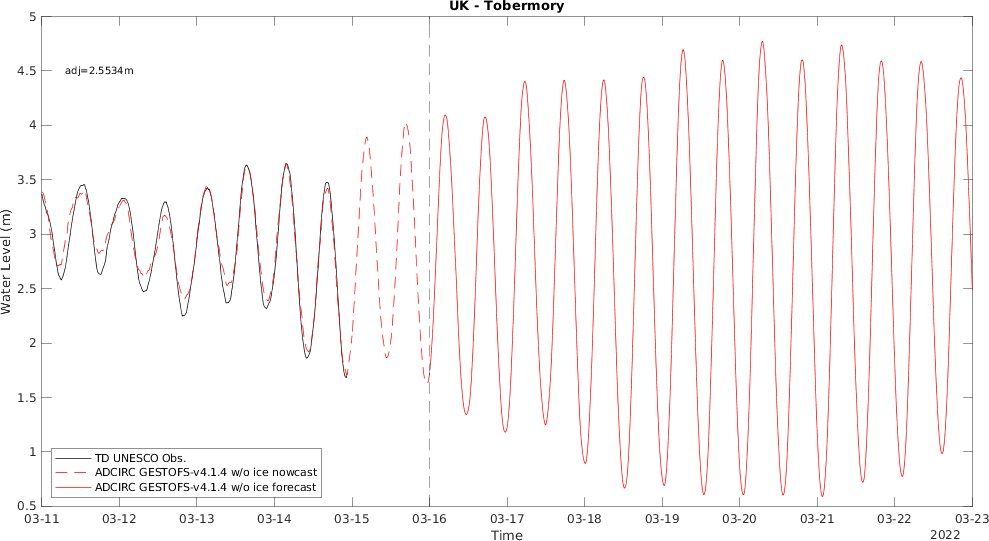 UK - Tobermory
adj=2.5534m
Water Level (m)
5
4.5
4
3.5
3
2.5
2
1.5
1
0.5
TD UNESCO Obs.
ADCIRC GESTOFS-v4.1.4 w/o ice nowcast
ADCIRC GESTOFS-v4.1.4 w/o ice forecast
03-11 03-12 03-13 03-14 03-15 03-16 03-17 03-18 03-19 03-20 03-21 03-22 03-23
Time
2022